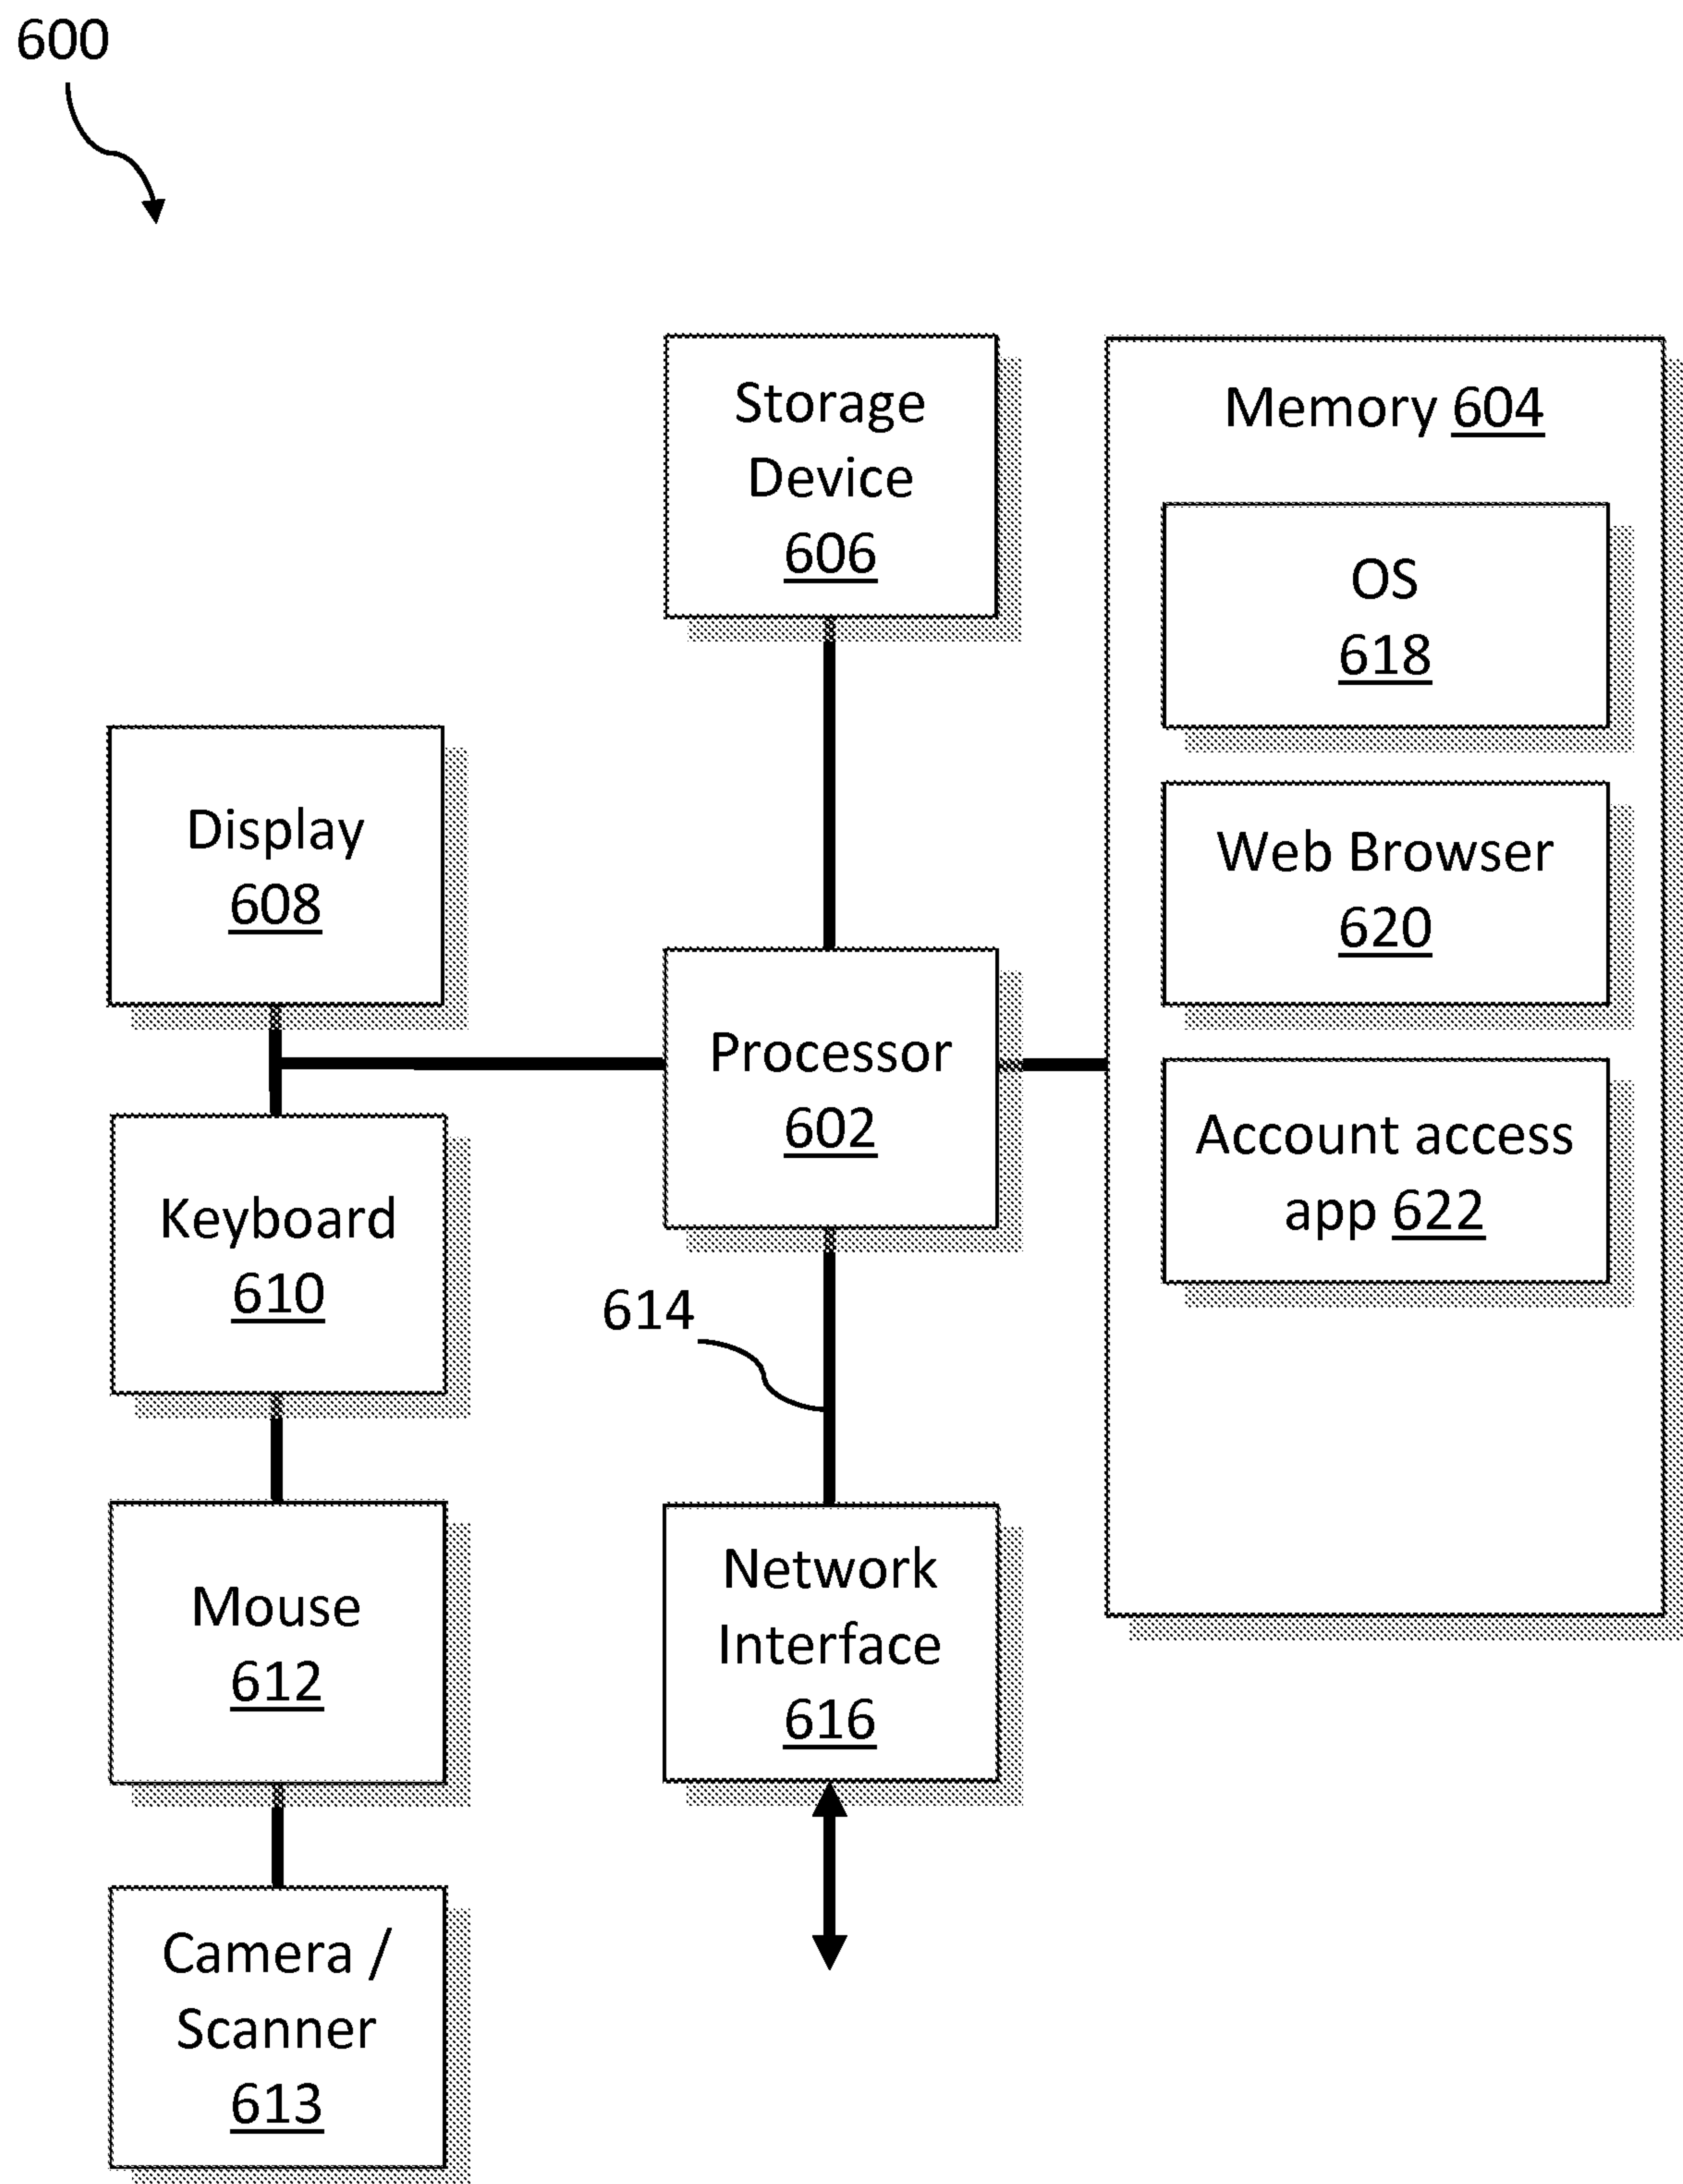 600
Storage
Device
606
Memory 604
OS
618
Web Browser
620
Account access
app 622
Display
608
Processor
602
Keyboard
610
614
Mouse
612
Network
Interface
616
Camera /
Scanner
613